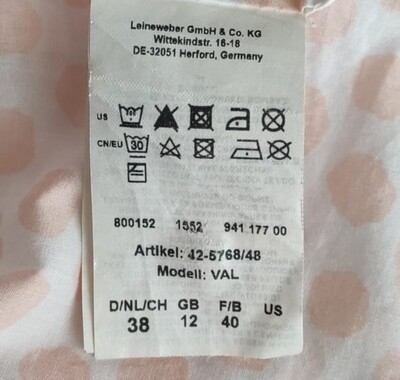 Leineweber GmbH & Co. KG
Wittekindstr. 16-18
DE-32051 Herford, Germany
US
CN/EU 30
800152 1552 941 177 00
Artikel: 42-5768/48
Modell: VAL
D/NL/CH GB F/B US
38 12 40